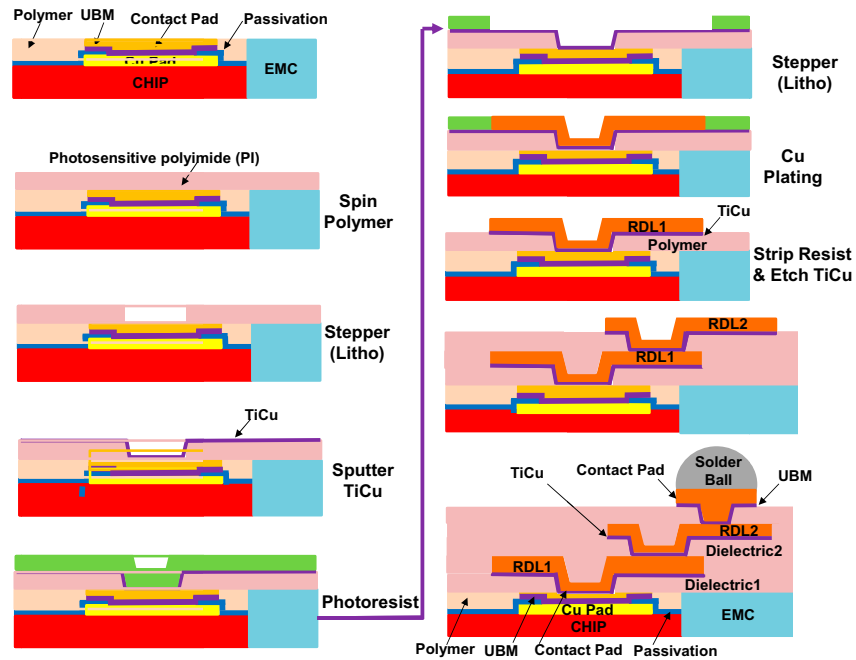 Polymer UBM Contact Pad Passivation
Cu Pad
CHIP
EMC
Photosensitive polyimide (PI)
Spin
Polymer
Stepper
(Litho)
TiCu
Sputter
TiCu
Photoresist
Stepper
(Litho)
Cu
Plating
TiCu
RDL1
Polymer
Strip Resist
& Etch TiCu
RDL2
RDL1
Solder
Ball
Contact Pad
TiCu
UBM
RDL2
Dielectric2
RDL1
Dielectric1
Cu Pad
CHIP
EMC
Polymer
UBM
Contact Pad
Passivation